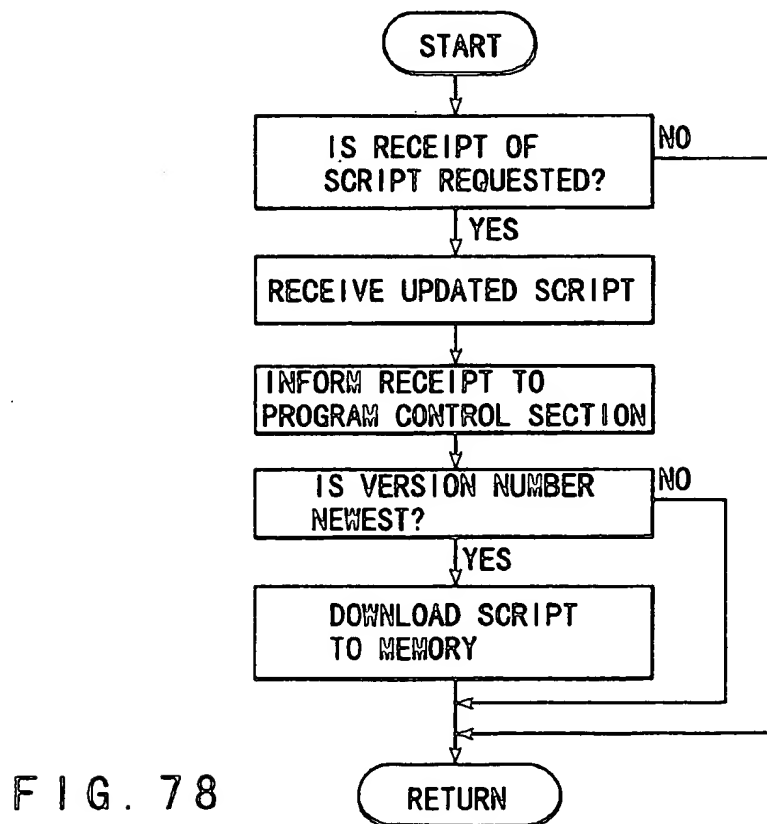 START
IS RECEIPT OF
SCRIPT REQUESTED?
NO
YES
RECEIVE UPDATED SCRIPT
INFORM RECEIPT TO
PROGRAM CONTROL SECTION
IS VERSION NUMBER
NEWEST?
NO
YES
DOWNLOAD SCRIPT
TO MEMORY
RETURN
FIG. 78